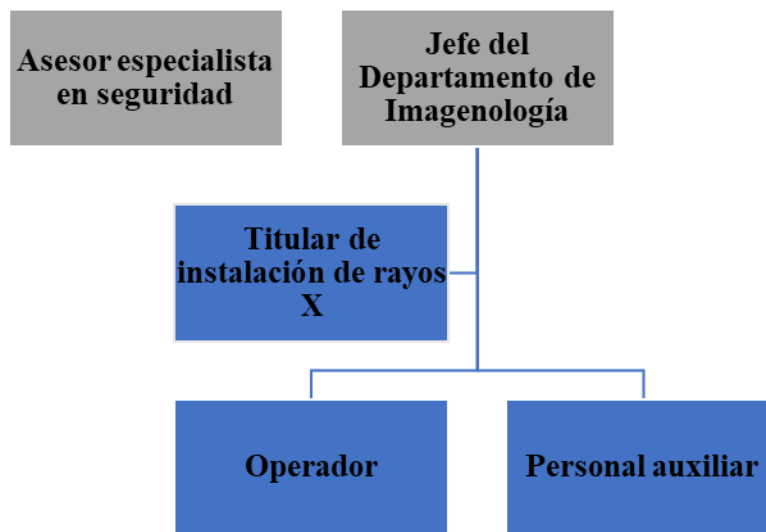 Asesor especialista
en seguridad
Jefe del
Departamento de
Imagenología
Titular de
instalación de rayos
X
Operador
Personal auxiliar